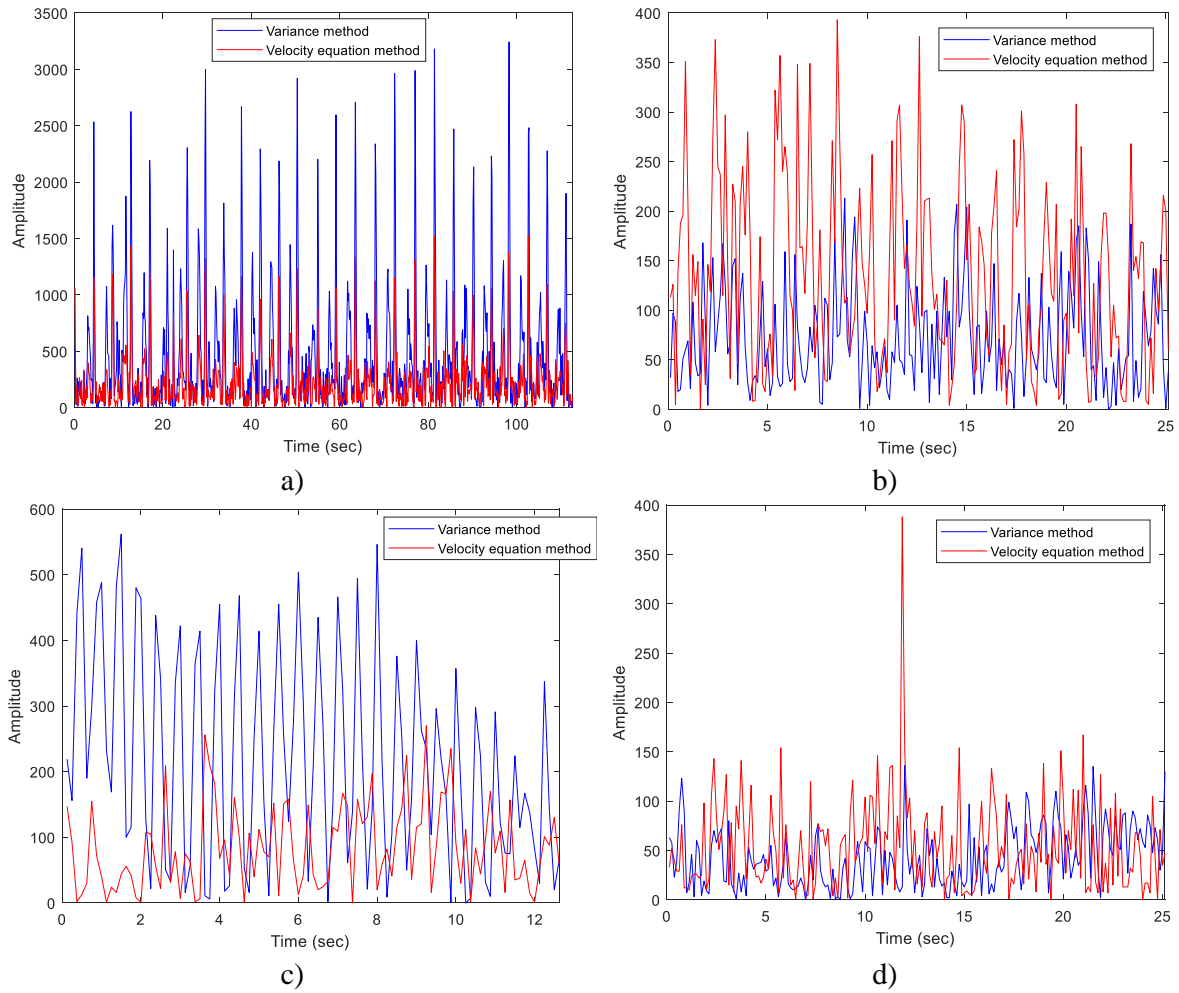 3500
3000
2500
2000
1500
1000
500
0
Amplitude
Variance method
Velocity equation method
0 20 40 60 80 100
Time (sec)
a)
400
350
300
250
200
150
100
50
0
Amplitude
Variance method
Velocity equation method
0 5 10 15 20 25
Time (sec)
b)
600
500
400
300
200
100
0
Amplitude
Variance method
Velocity equation method
0 2 4 6 8 10 12
Time (sec)
c)
400
350
300
250
200
150
100
50
0
Amplitude
Variance method
Velocity equation method
0 5 10 15 20 25
Time (sec)
d)